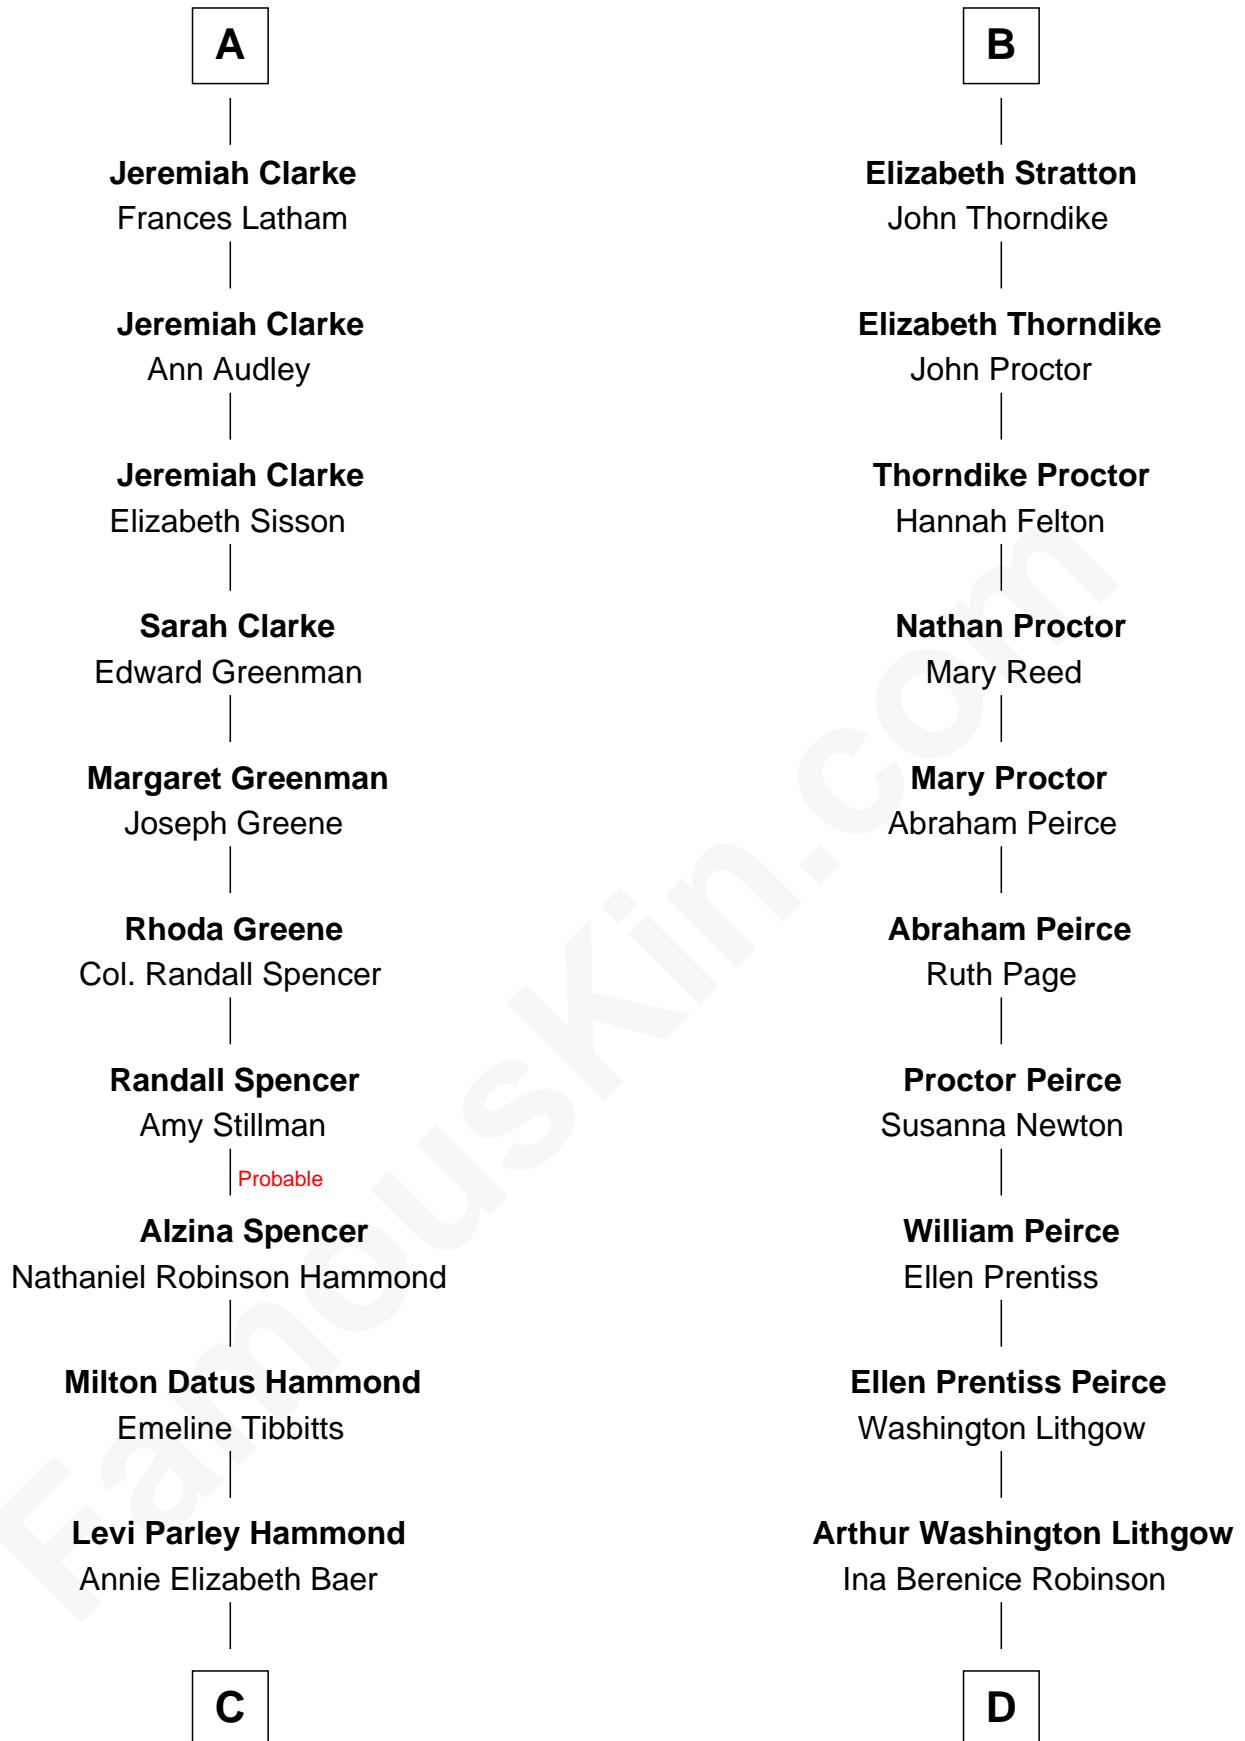 A
Jeremiah Clarke
Frances Latham
Jeremiah Clarke
Ann Audley
Jeremiah Clarke
Elizabeth Sisson
Sarah Clarke
Edward Greenman
Margaret Greenman
Joseph Greene
Rhoda Greene
Col. Randall Spencer
Randall Spencer
Amy Stillman
Probable
Alzina Spencer
Nathaniel Robinson Hammond
Milton Datus Hammond
Emeline Tibbitts
Levi Parley Hammond
Annie Elizabeth Baer
C
B
Elizabeth Stratton
John Thorndike
Elizabeth Thorndike
John Proctor
Thorndike Proctor
Hannah Felton
Nathan Proctor
Mary Reed
Mary Proctor
Abraham Peirce
Abraham Peirce
Ruth Page
Proctor Peirce
Susanna Newton
William Peirce
Ellen Prentiss
Ellen Prentiss Peirce
Washington Lithgow
Arthur Washington Lithgow
Ina Berenice Robinson
D
FamousKin.com